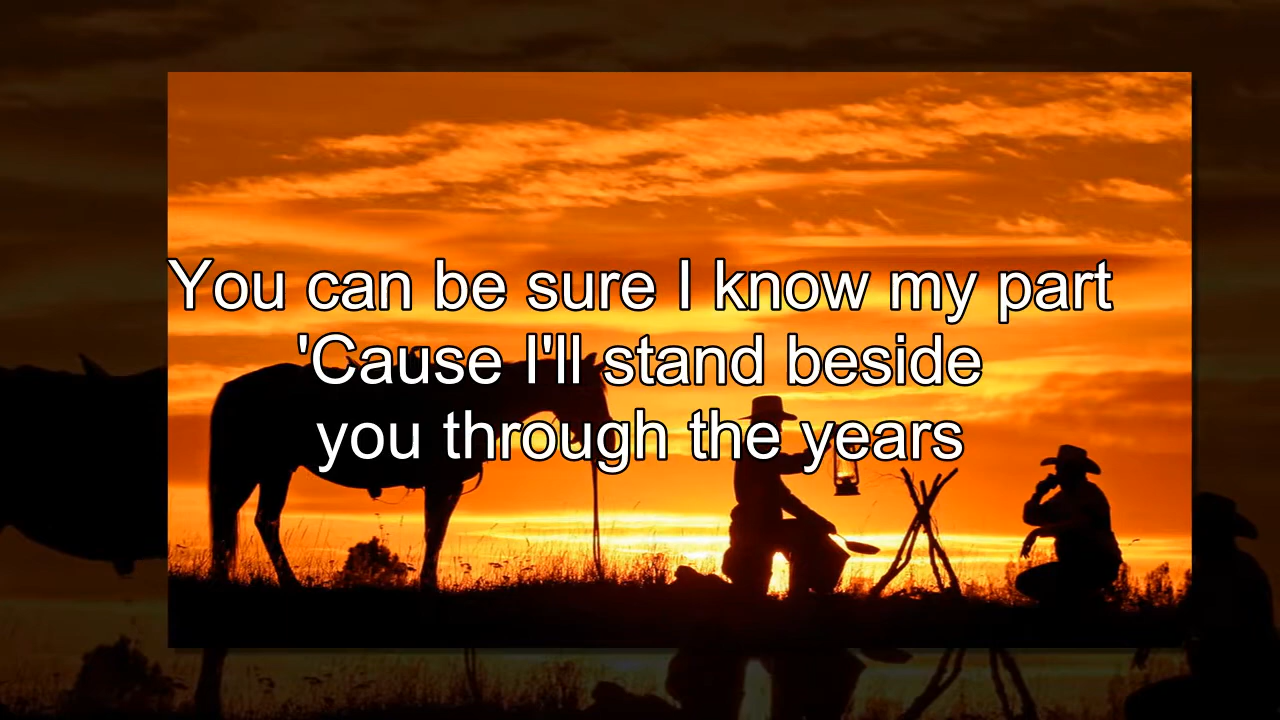 You can be sure I know my part
'Cause I'll stand beside
you through the years